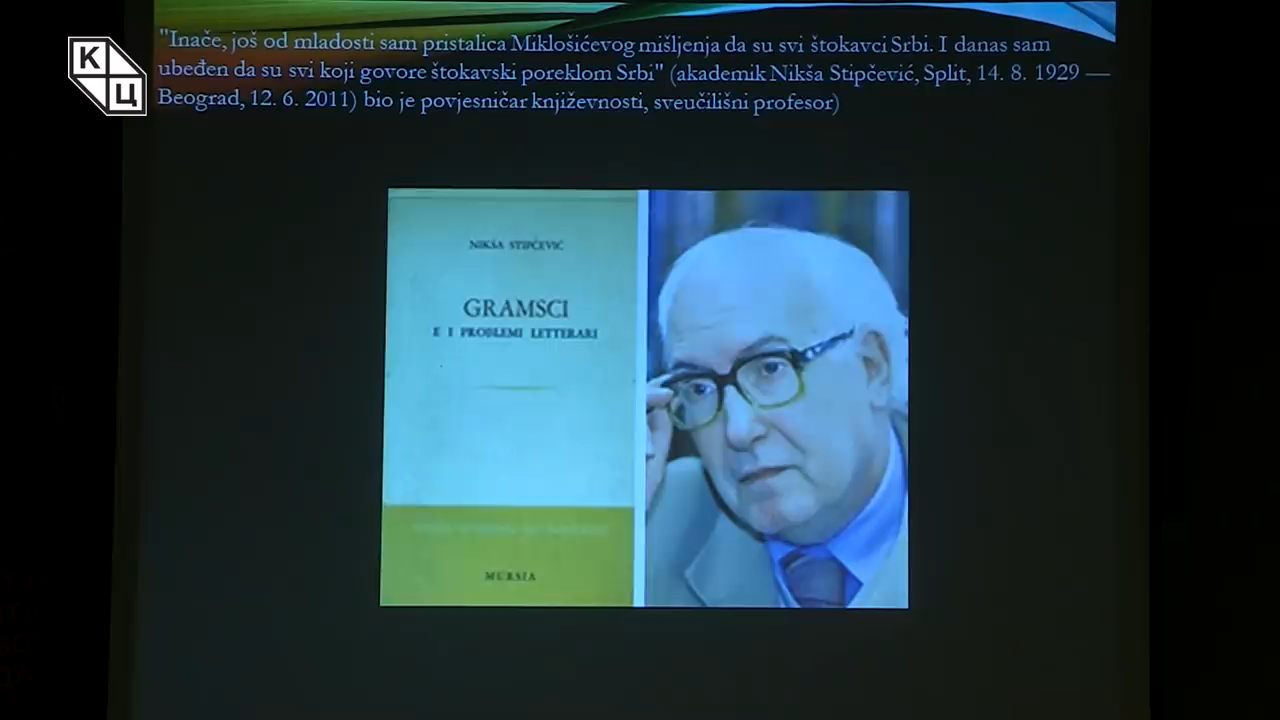 К
Ц
"Inače, još od mladosti sam pristalica Miklošićevog mišljenja da su svi štokavci Srbi. I danas sam
ubeđen da su svi koji govore štokavski poreklom Srbi" (akademik Nikša Stipčević, Split, 14. 8. 1929 —
Beograd, 12. 6. 2011) bio je povjesničar književnosti, sveučilišni profesor)
NIKŠA STIPČEVIĆ
GRAMSCI
E I PROBLEMI LETTERARI
MURSIA